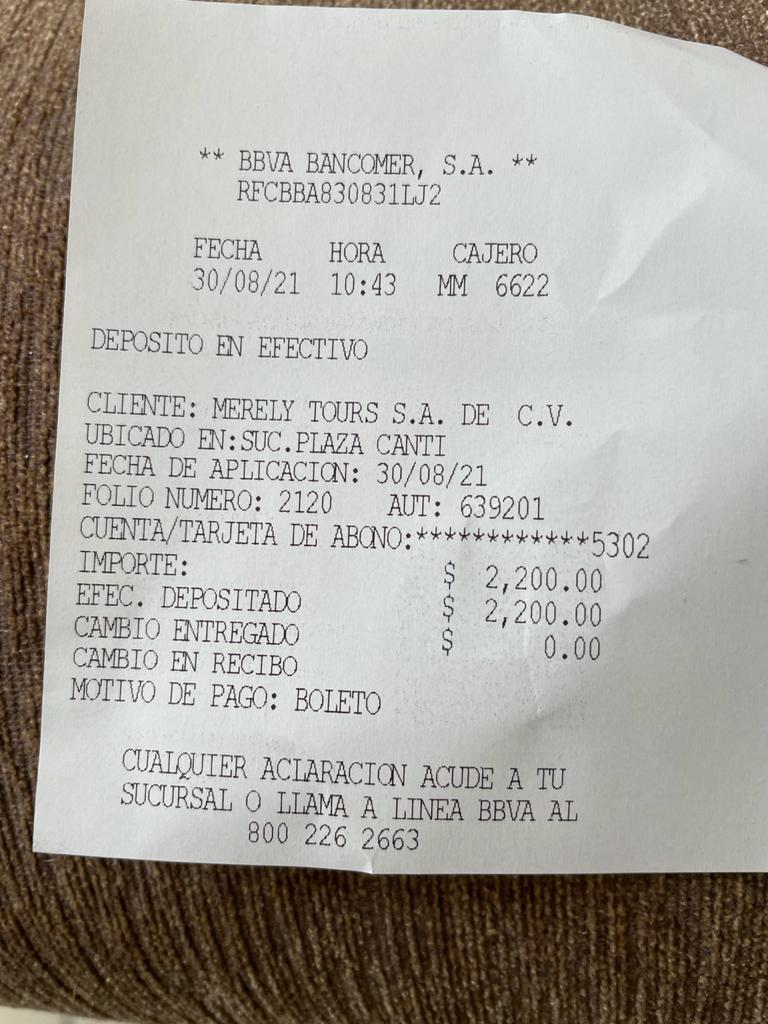 ** BBVA BANCOMER, S.A. **
RFCBBA830831LJ2
FECHA HORA CAJERO
30/08/21 10:43 MM 6622
DEPOSITO EN EFECTIVO
CLIENTE: MERELY TOURS S.A. DE C.V.
UBICADO EN:SUC.PLAZA CANTI
FECHA DE APLICACION: 30/08/21
FOLIO NUMERO: 2120 AUT: 639201
CUENTA/TARJETA DE ABONO:************5302
IMPORTE: $ 2,200.00
EFEC. DEPOSITADO $ 2,200.00
CAMBIO ENTREGADO $ 0.00
CAMBIO EN RECIBO
MOTIVO DE PAGO: BOLETO
CUALQUIER ACLARACION ACUDE A TU
SUCURSAL O LLAMA A LINEA BBVA AL
800 226 2663